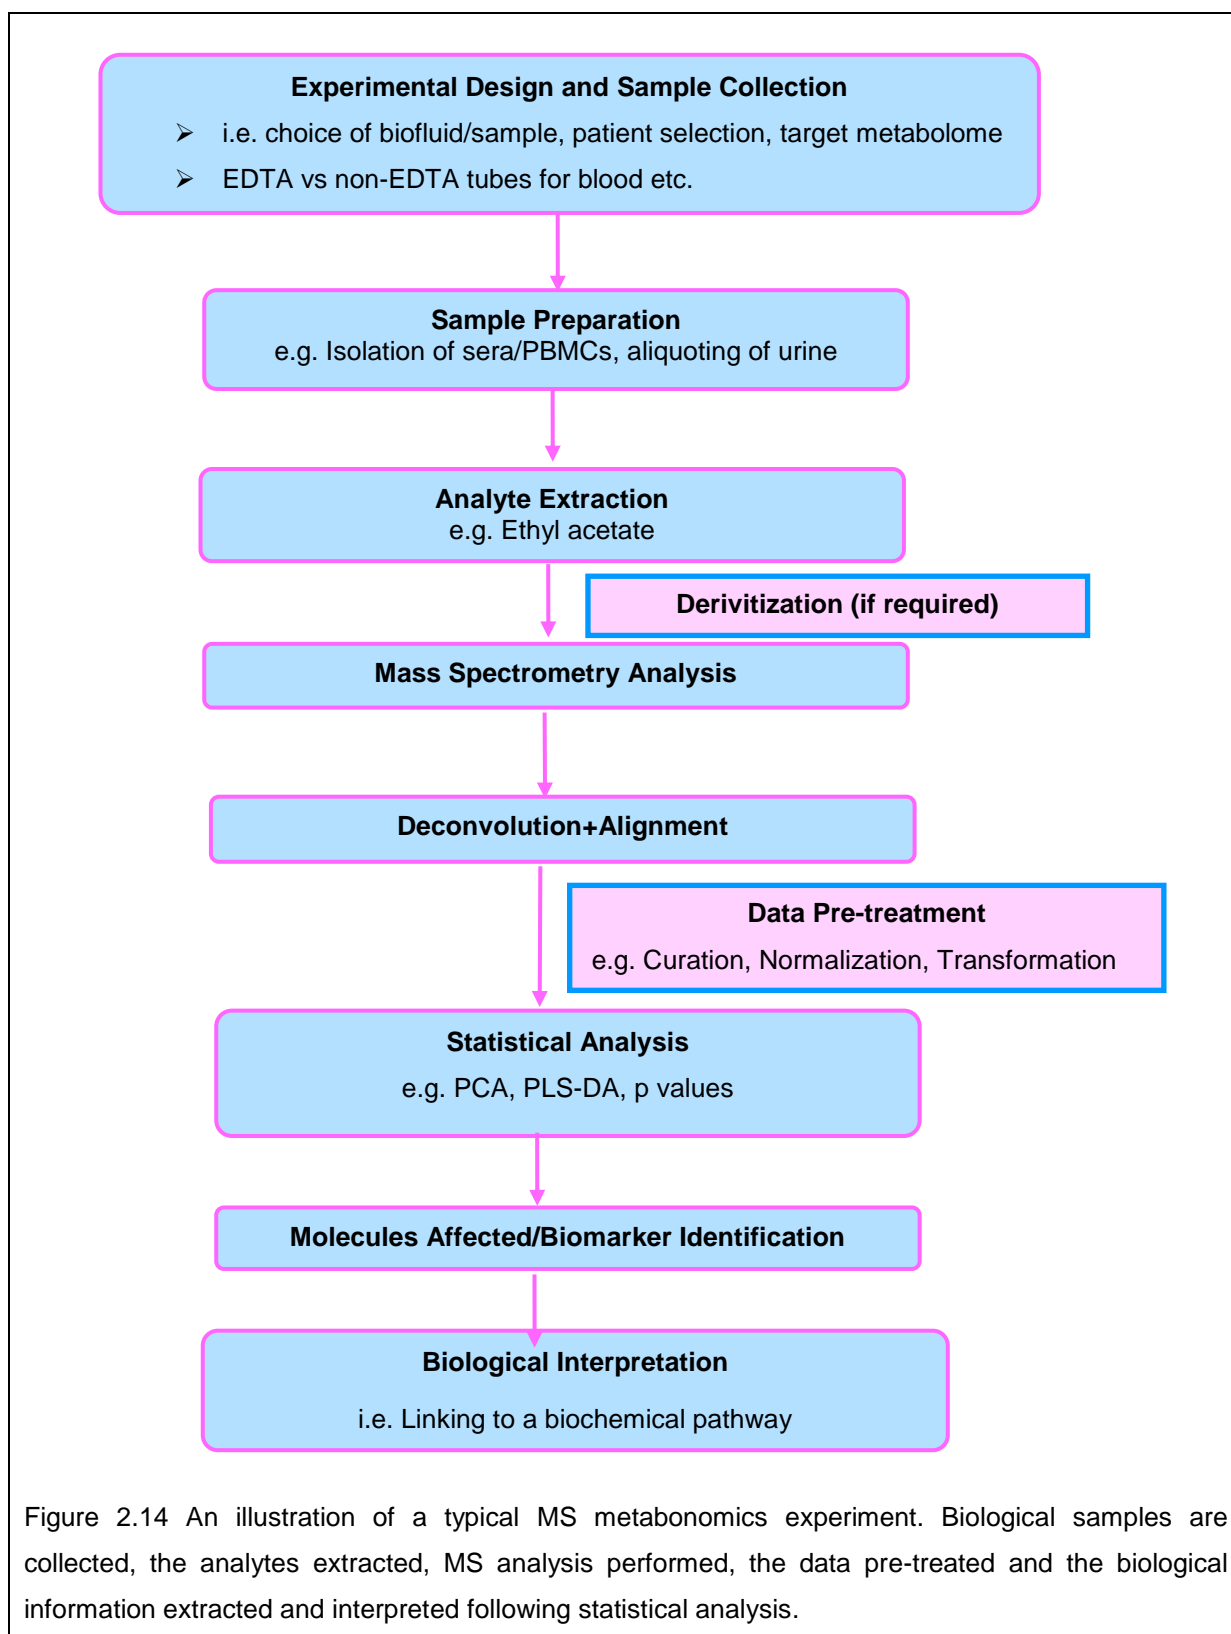 Experimental Design and Sample Collection
➢ i.e. choice of biofluid/sample, patient selection, target metabolome
➢ EDTA vs non-EDTA tubes for blood etc.
Sample Preparation
e.g. Isolation of sera/PBMCs, aliquoting of urine
Analyte Extraction
e.g. Ethyl acetate
Derivitization (if required)
Mass Spectrometry Analysis
Deconvolution+Alignment
Data Pre-treatment
e.g. Curation, Normalization, Transformation
Statistical Analysis
e.g. PCA, PLS-DA, p values
Molecules Affected/Biomarker Identification
Biological Interpretation
i.e. Linking to a biochemical pathway
Figure 2.14 An illustration of a typical MS metabonomics experiment. Biological samples are
collected, the analytes extracted, MS analysis performed, the data pre-treated and the biological
information extracted and interpreted following statistical analysis.